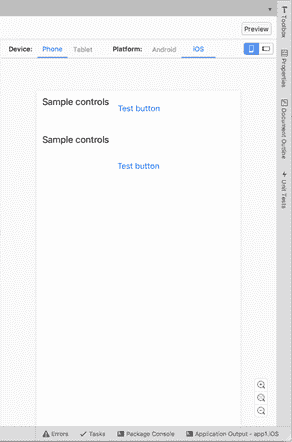 Preview
Device: Phone Tablet Platform: Android iOS
Sample controls
Test button
Sample controls
Test button
Toolbox
Properties
Document Outline
Unit Tests
Errors Tasks Package Console Application Output - app1.iOS